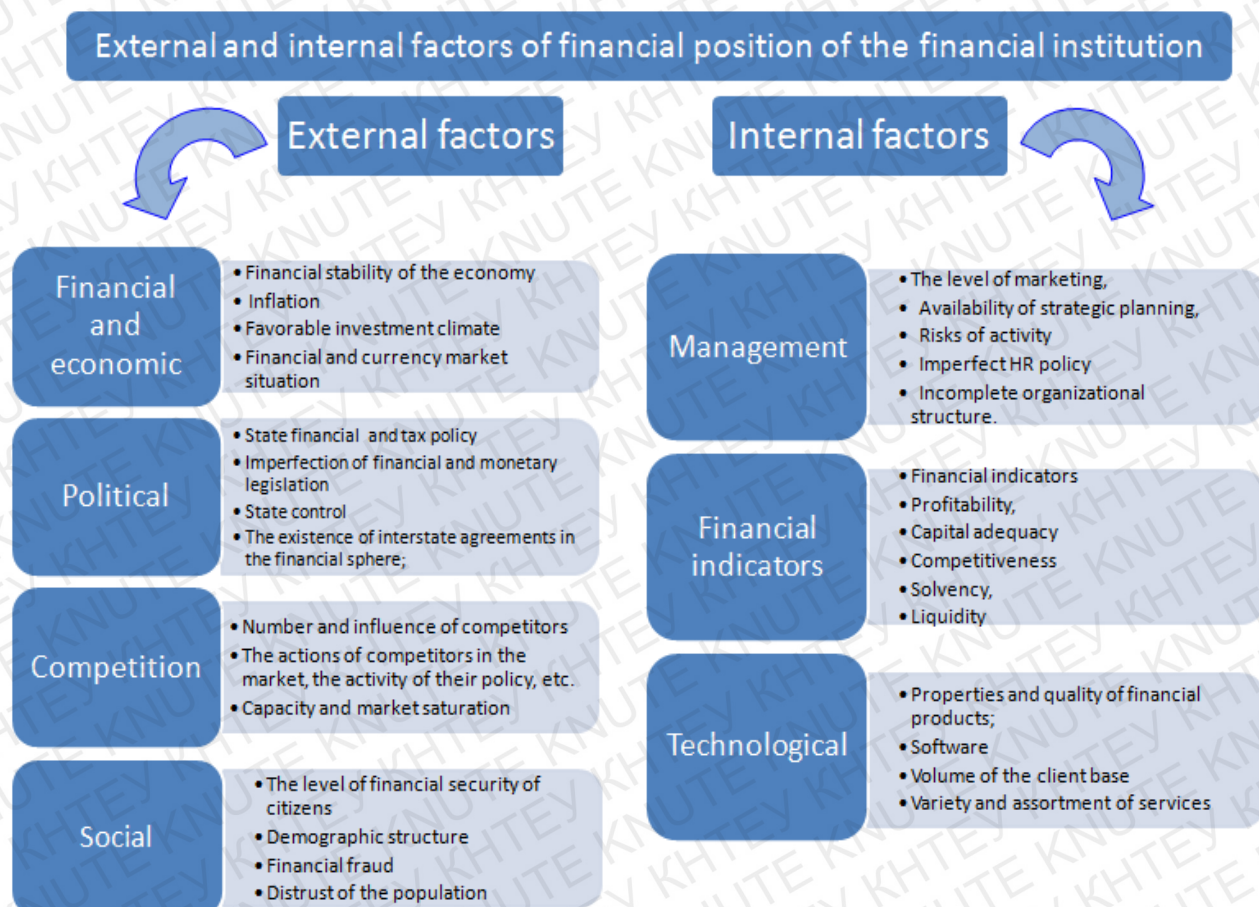 External and internal factors of financial position of the financial institution
External factors
Financial
and
economic
• Financial stability of the economy
• Inflation
• Favorable investment climate
• Financial and currency market
situation
Political
• State financial and tax policy
• Imperfection of financial and monetary
legislation
• State control
• The existence of interstate agreements in
the financial sphere;
Competition
• Number and influence of competitors
• The actions of competitors in the
market, the activity of their policy, etc.
• Capacity and market saturation
Social
• The level of financial security of
citizens
• Demographic structure
• Financial fraud
• Distrust of the population
Internal factors
Management
• The level of marketing,
• Availability of strategic planning,
• Risks of activity
• Imperfect HR policy
• Incomplete organizational
structure.
Financial
indicators
• Financial indicators
• Profitability,
• Capital adequacy
• Competitiveness
• Solvency,
• Liquidity
Technological
• Properties and quality of financial
products;
• Software
• Volume of the client base
• Variety and assortment of services
KNUTE КНТЕУ